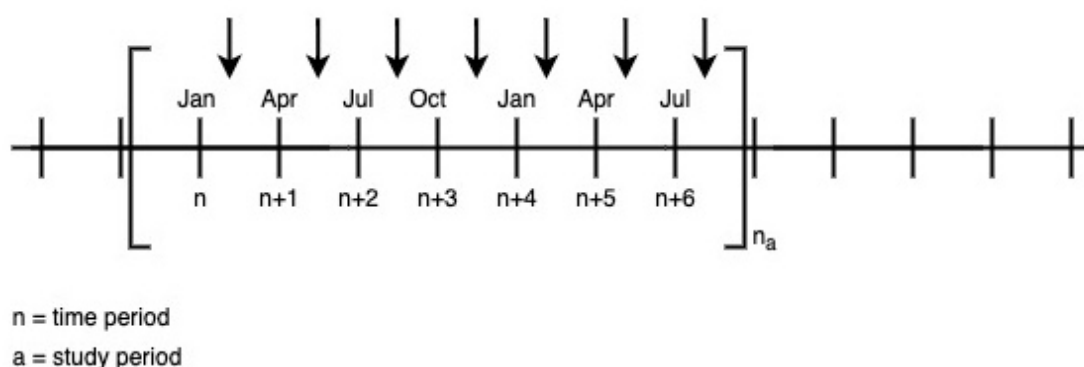 Jan Apr Jul Oct Jan Apr Jul
n n+1 n+2 n+3 n+4 n+5 n+6
na
n = time period
a = study period